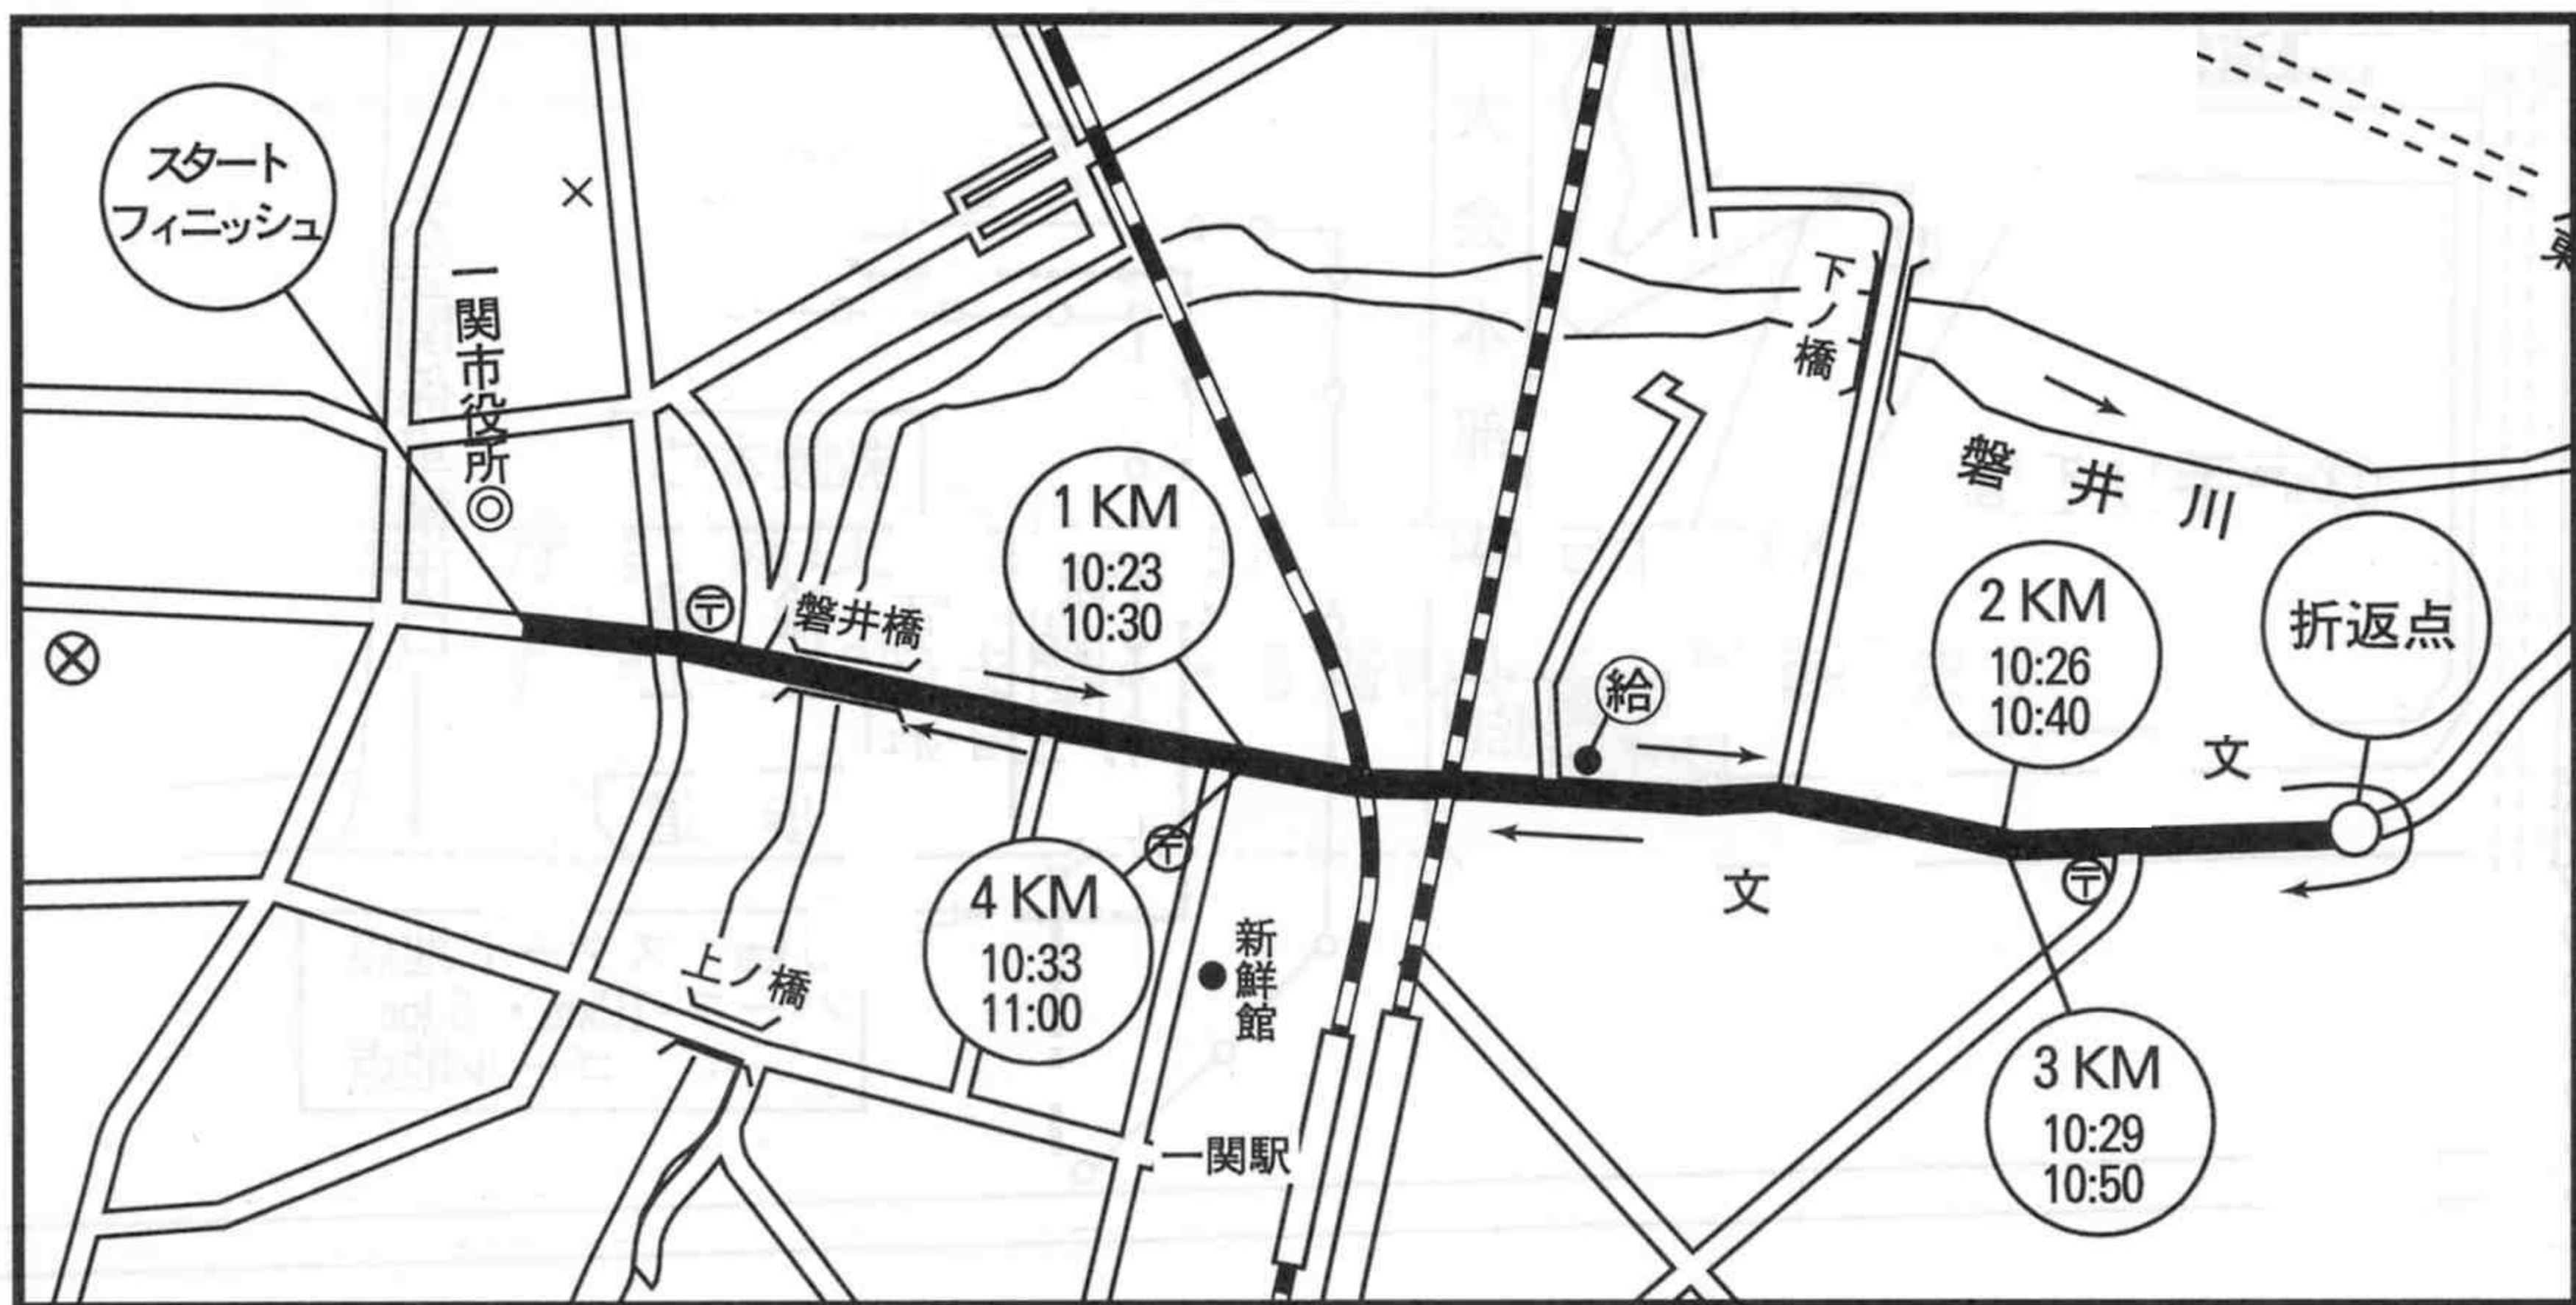 スタート
フィニッシュ
一関市役所
磐井橋
1 KM
10:23
10:30
下ノ橋
磐井川
給
2 KM
10:26
10:40
折返点
文
文
4 KM
10:33
11:00
新鮮館
上ノ橋
一関駅
3 KM
10:29
10:50